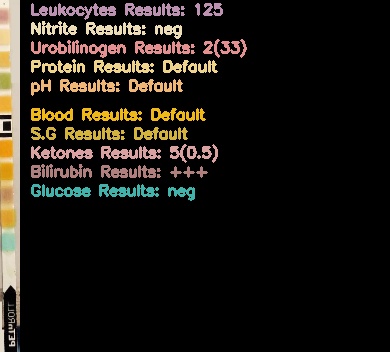 Leukocytes Results: 125
Nitrite Results: neg
Urobilinogen Results: 2(33)
Protein Results: Default
pH Results: Default
Blood Results: Default
S.G Results: Default
Ketones Results: 5(0.5)
Bilirubin Results: +++
Glucose Results: neg